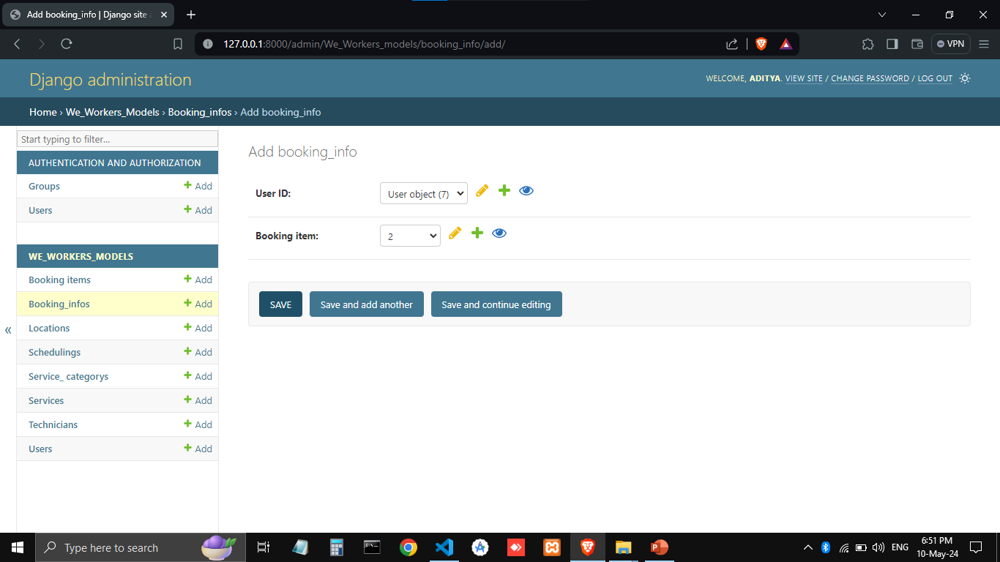 Add booking_info | Django site a
127.0.0.1:8000/admin/We_Workers_models/booking_info/add/
VPN
Django administration
WELCOME, ADITYA. VIEW SITE / CHANGE PASSWORD / LOG OUT
Home › We_Workers_Models › Booking_infos › Add booking_info
Start typing to filter...
AUTHENTICATION AND AUTHORIZATION
Groups + Add
Users + Add
WE_WORKERS_MODELS
Booking items + Add
Booking_infos + Add
Locations + Add
Schedulings + Add
Service_ categorys + Add
Services + Add
Technicians + Add
Users + Add
«
Add booking_info
User ID: User object (7)
Booking item: 2
SAVE Save and add another Save and continue editing
Type here to search
ENG
6:51 PM
10-May-24